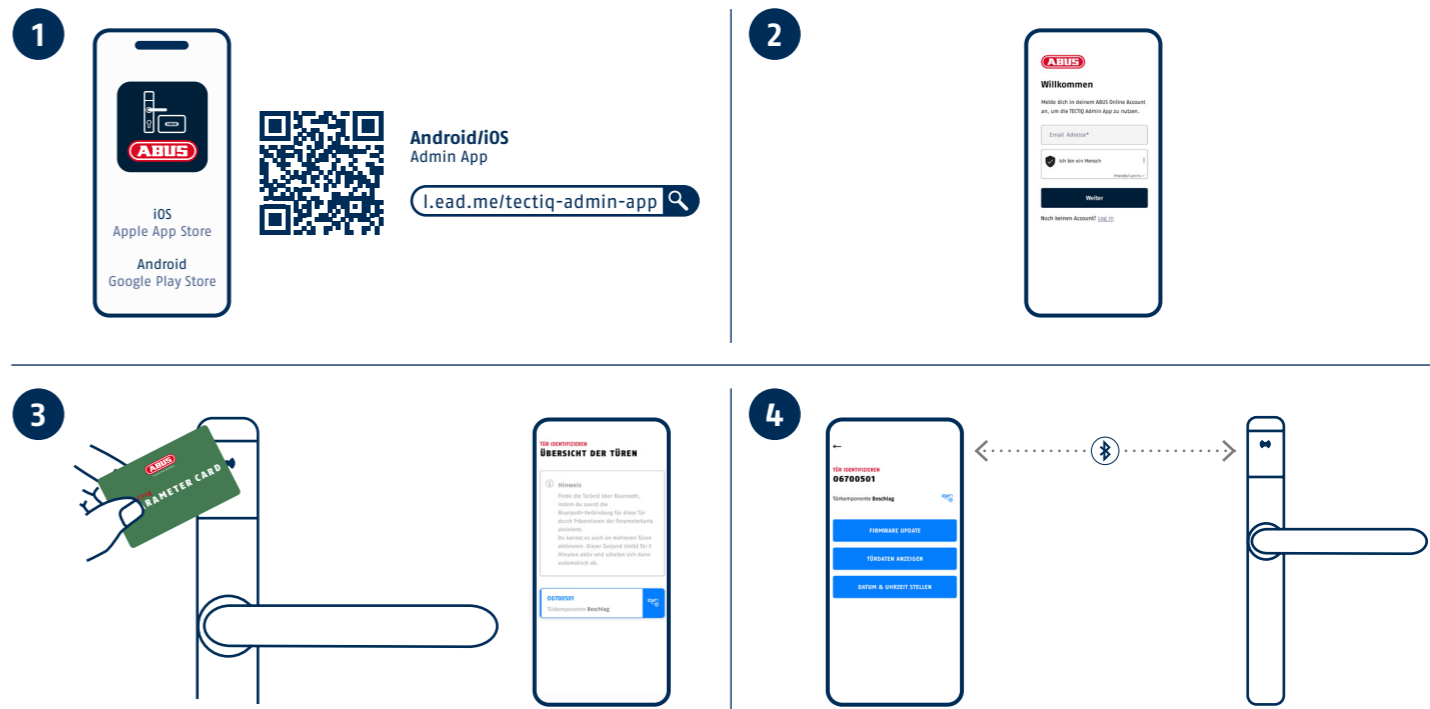 1
ABUS
iOS
Apple App Store
Android
Google Play Store
Android/iOS
Admin App
l.ead.me/tectiq-admin-app
2
ABUS
Willkommen
Melde dich in deinem ABUS Online Account
an, um die TECTIQ Admin App zu nutzen.
Email Adresse*
Ich bin ein Mensch
Weiter
Noch keinen Account? Log in
3
ABUS
RAMETER CARD
TÜR IDENTIFIZIEREN
ÜBERSICHT DER TÜREN
Hinweis
Finde die TürGrd über Bluetooth,
indem du zuerst die
Bluetooth-Verbindung für diese Tür
durch Präsentieren der Parameterkarte
aktivierst.
Du kannst es auch an mehreren Türen
aktivieren. Dieser Zustand bleibt für 3
Minuten aktiv und schaltet sich dann
automatisch ab.
06700501
Türkomponente Beschlag
4
←
TÜR IDENTIFIZIEREN
06700501
Türkomponente Beschlag
FIRMWARE UPDATE
TÜRDATEN ANZEIGEN
DATUM & UHRZEIT STELLEN